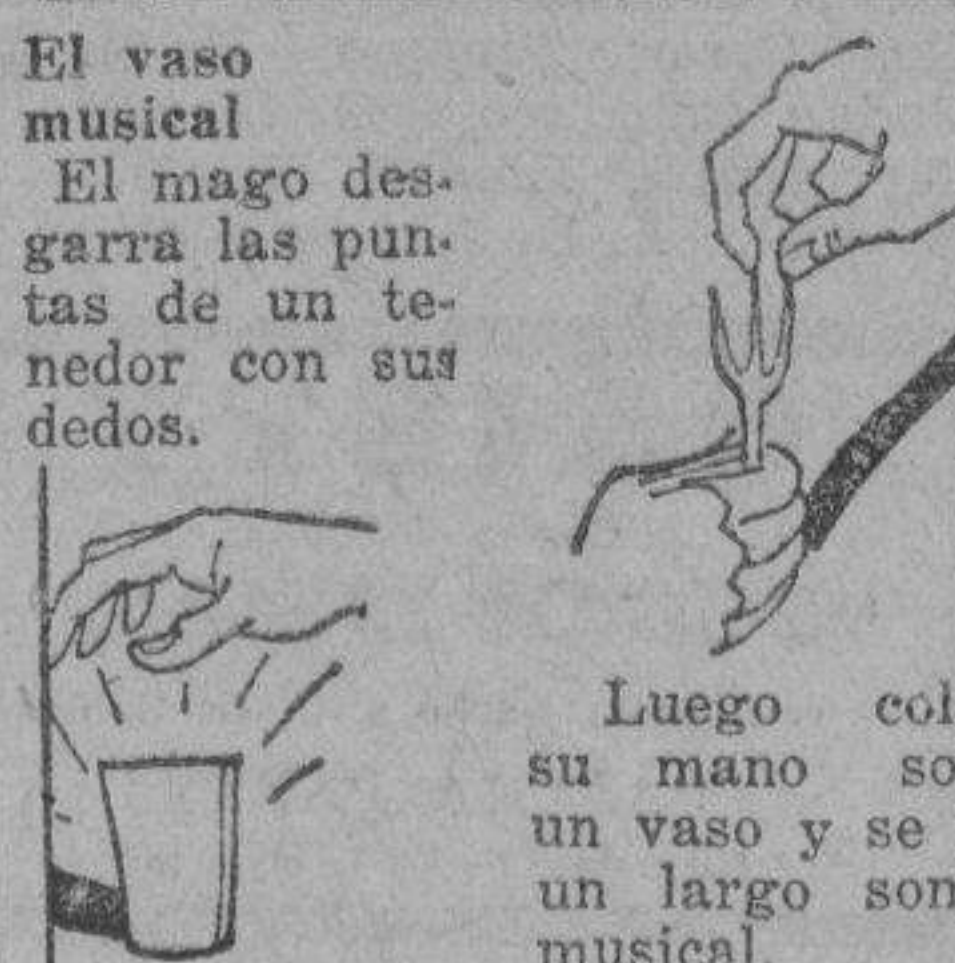 El vaso
musical
El mago des-
garra las pun-
tas de un te-
nedor con sus
dedos.
Luego
su mano
un vaso y se
un largo
musical.